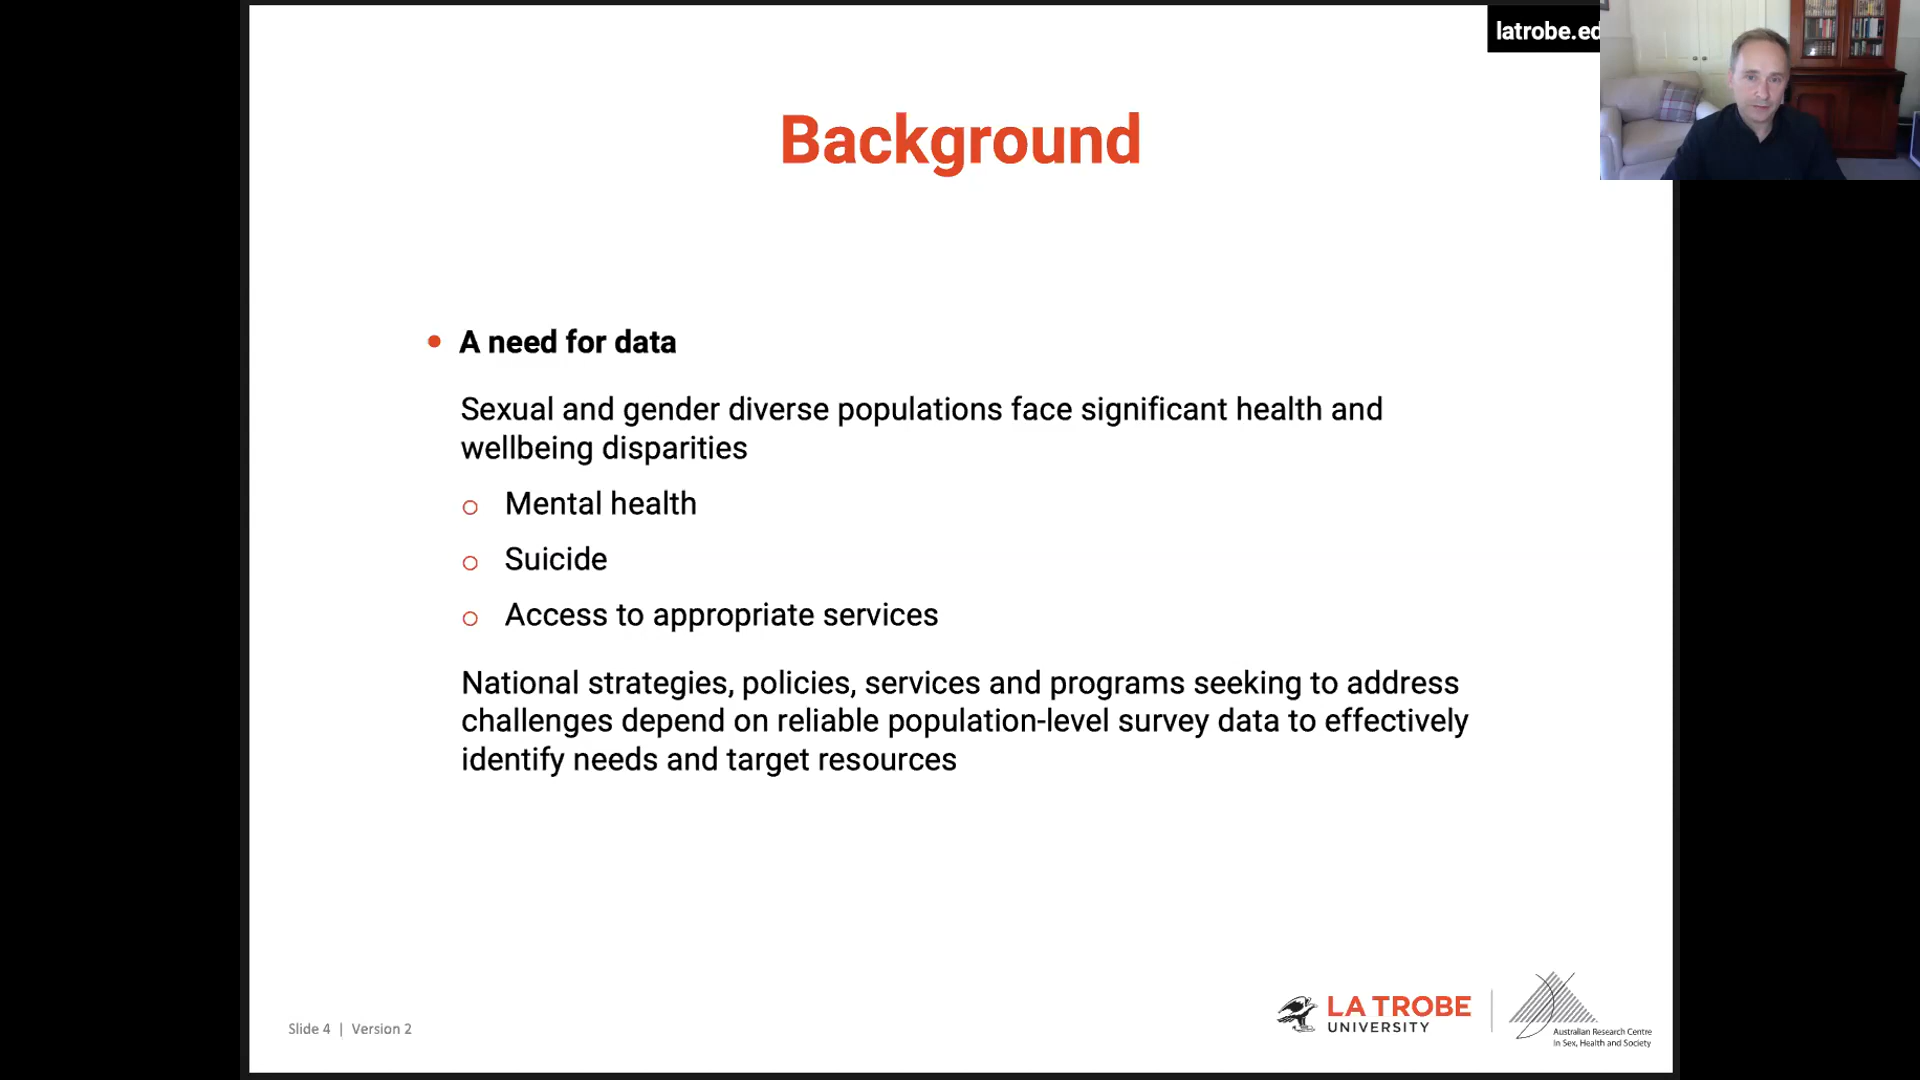 latrobe.ed
Background
A need for data
Sexual and gender diverse populations face significant health and
wellbeing disparities
Mental health
Suicide
Access to appropriate services
National strategies, policies, services and programs seeking to address
challenges depend on reliable population-level survey data to effectively
identify needs and target resources
Slide 4 | Version 2
LA TROBE
UNIVERSITY
Australian Research Centre
in Sex, Health and Society